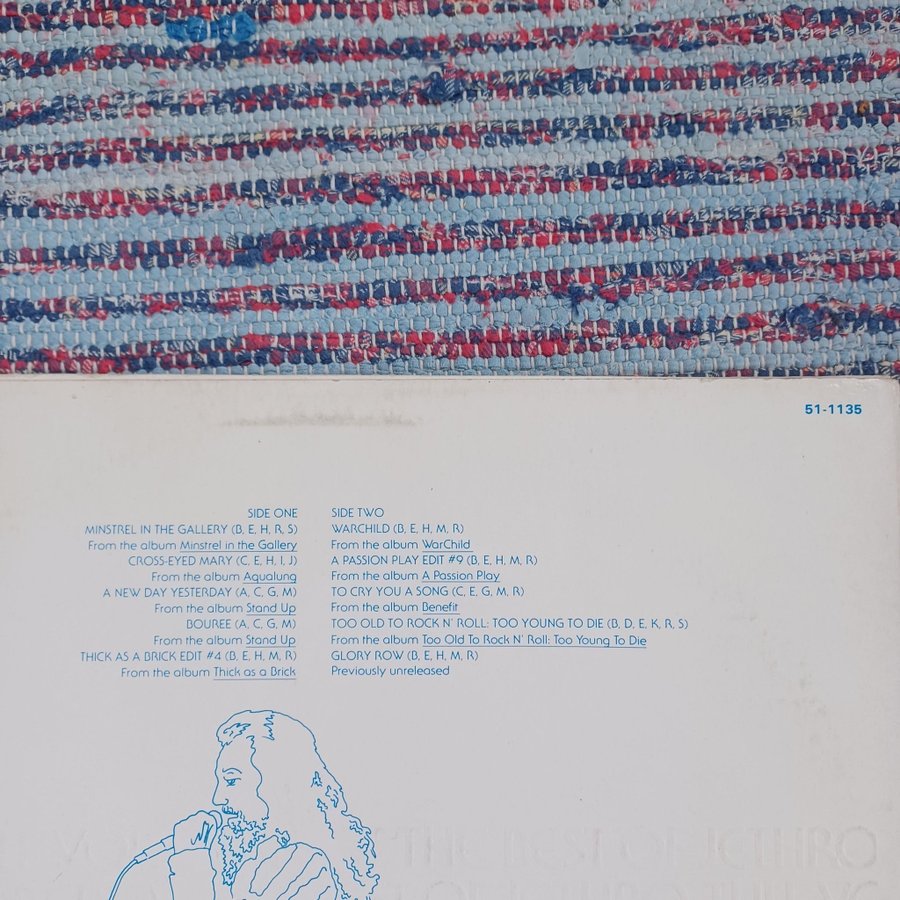 51-1135
SIDE ONE
MINSTREL IN THE GALLERY (B, E, H, R, S)
From the album Minstrel in the Gallery
CROSS-EYED MARY (C, E, H, I, J)
From the album Aqualung
A NEW DAY YESTERDAY (A, C, G, M)
From the album Stand Up
BOUREE (A, C, G, M)
From the album Stand Up
THICK AS A BRICK EDIT #4 (B, E, H, M, R)
From the album Thick as a Brick
SIDE TWO
WARCHILD (B, E, H, M, R)
From the album WarChild
A PASSION PLAY EDIT #9 (B, E, H, M, R)
From the album A Passion Play
TO CRY YOU A SONG (C, E, G, M, R)
From the album Benefit
TOO OLD TO ROCK N' ROLL: TOO YOUNG TO DIE (B, D, E, K, R, S)
From the album Too Old To Rock N' Roll: Too Young To Die
GLORY ROW (B, E, H, M, R)
Previously unreleased
THE BEST OF JETHRO